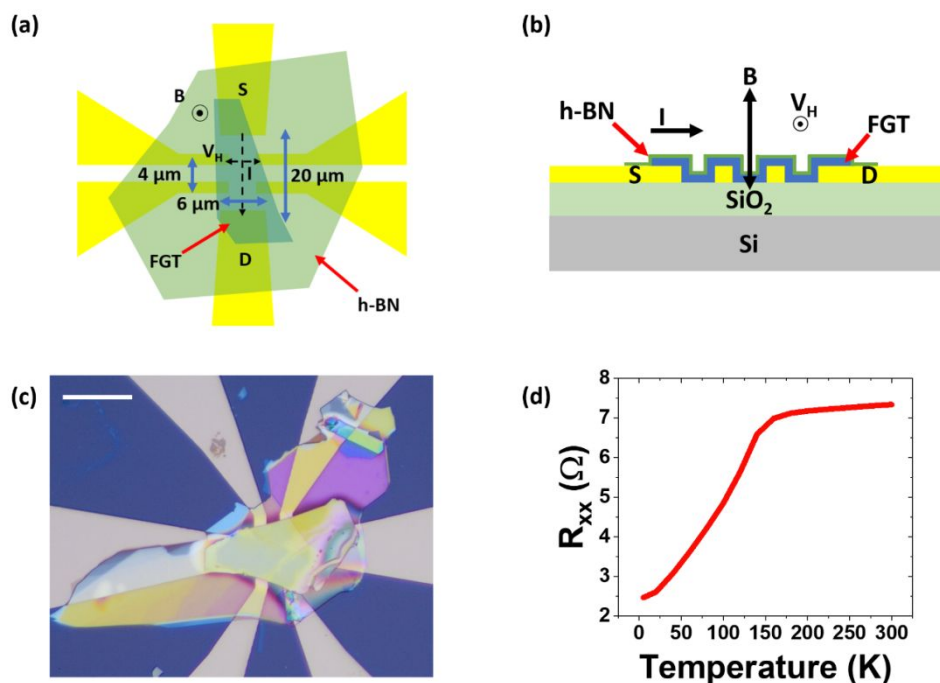 (a)
S
B
V_H
I
4 μm
20 μm
6 μm
FGT
D
h-BN
(b)
B
V_H
h-BN
I
FGT
S
D
SiO₂
Si
(c)
(d)
8
7
6
5
4
3
2
R_xx (Ω)
0 50 100 150 200 250 300
Temperature (K)